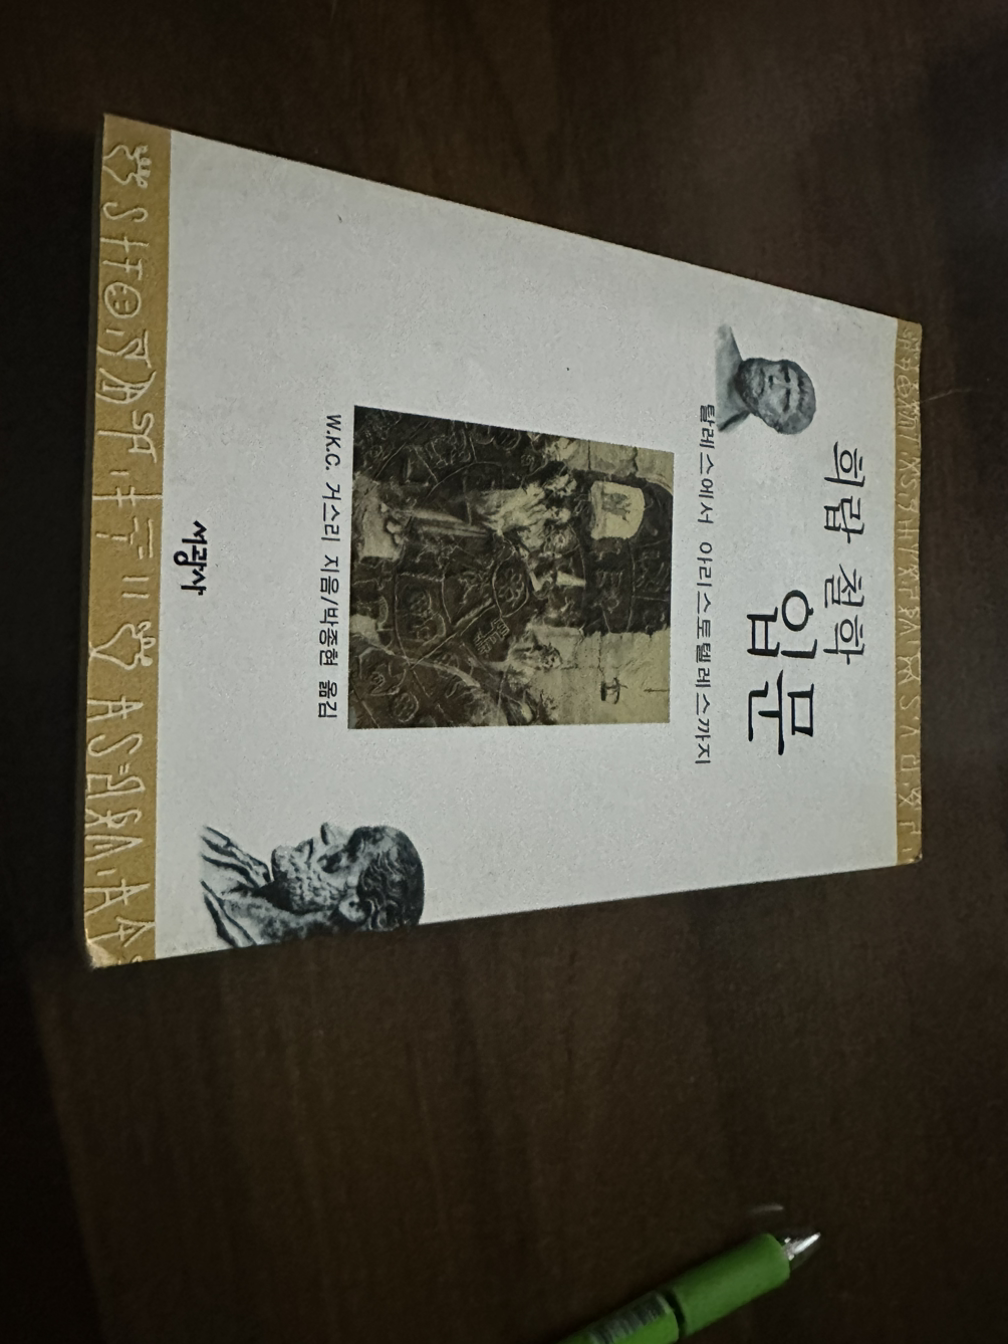 희랍 철학
입문
탈레스에서 아리스토텔레스까지
W.K.C. 거스리 지음/박종현 옮김
서광사